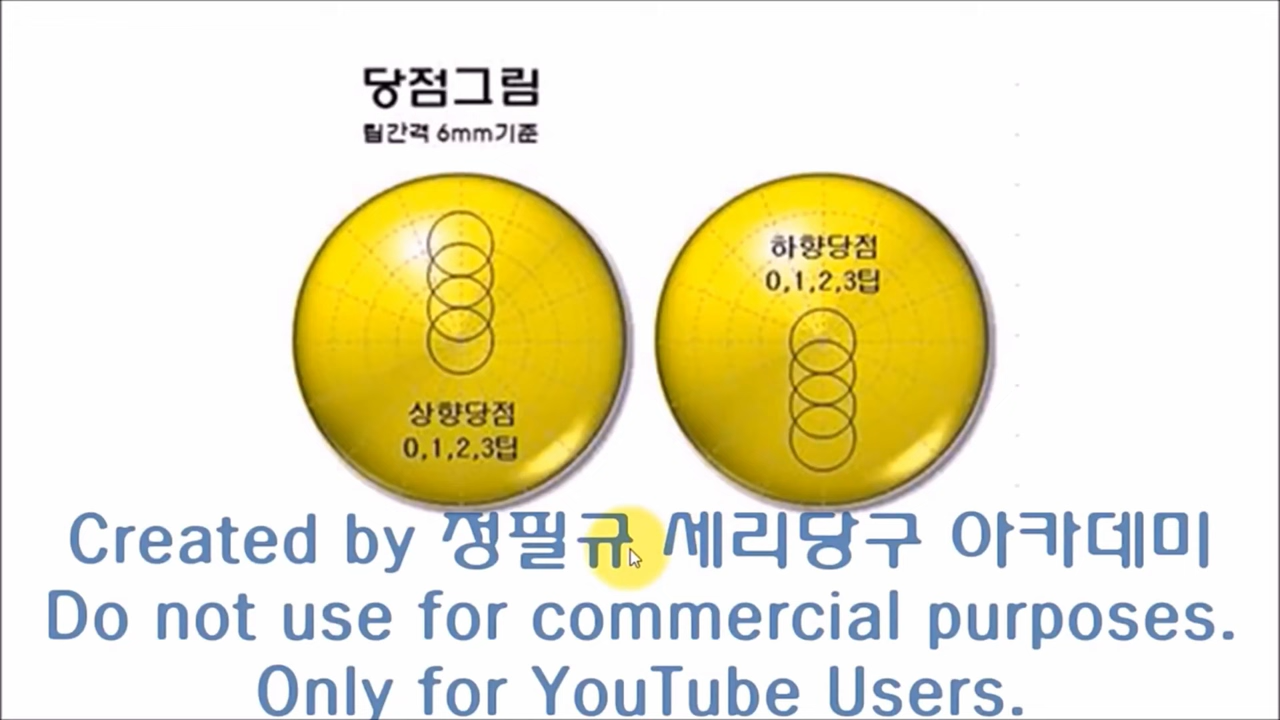 당점그림
팁간격 6mm기준
하향당점
0,1,2,3팁
상향당점
0,1,2,3팁
Created by 정필규 세리당구 아카데미
Do not use for commercial purposes.
Only for YouTube Users.